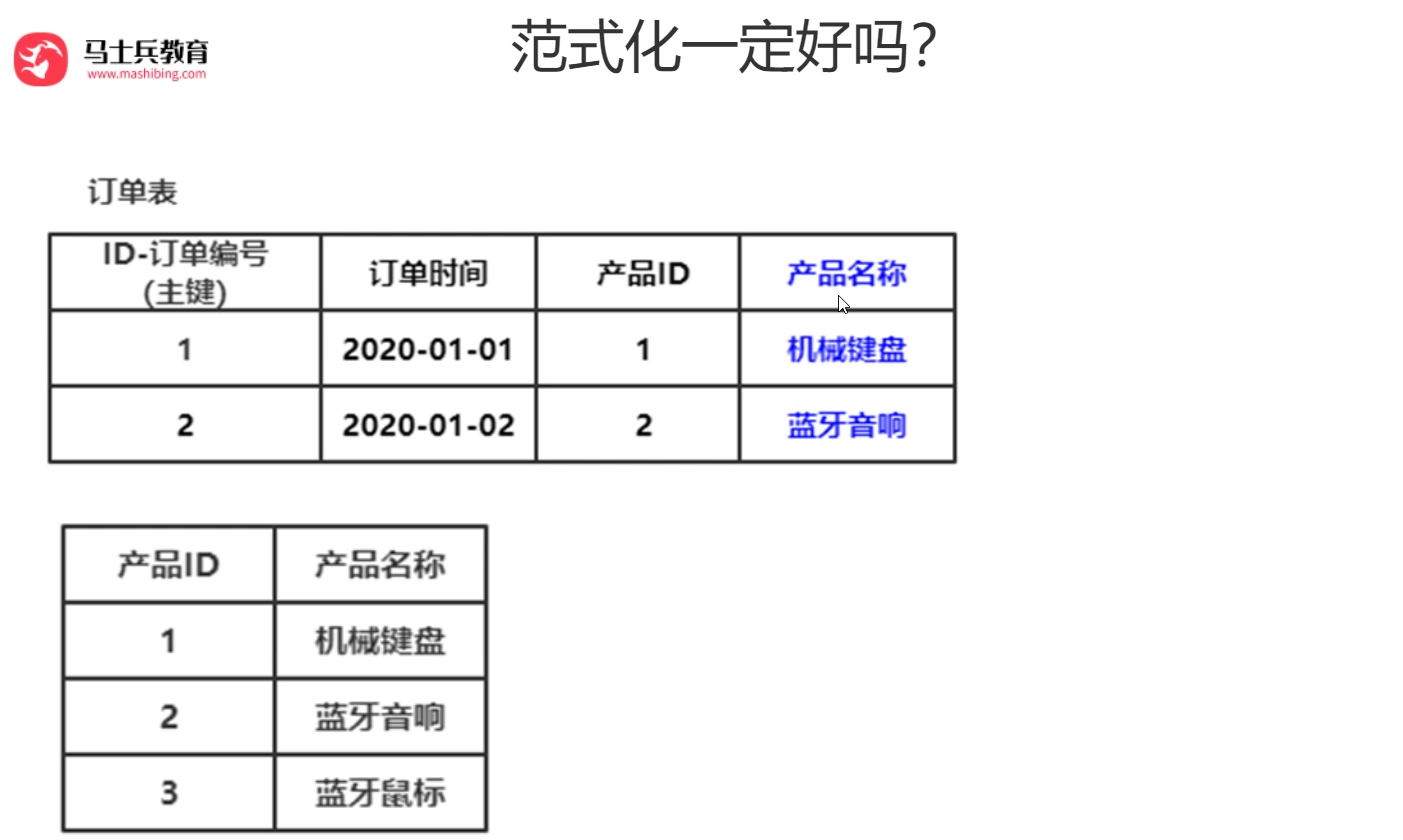 马士兵教育
www.mashibing.com
范式化一定好吗?
订单表
ID-订单编号
(主键)
订单时间
产品ID
产品名称
1
2020-01-01
1
机械键盘
2
2020-01-02
2
蓝牙音响
产品ID
产品名称
1
机械键盘
2
蓝牙音响
3
蓝牙鼠标